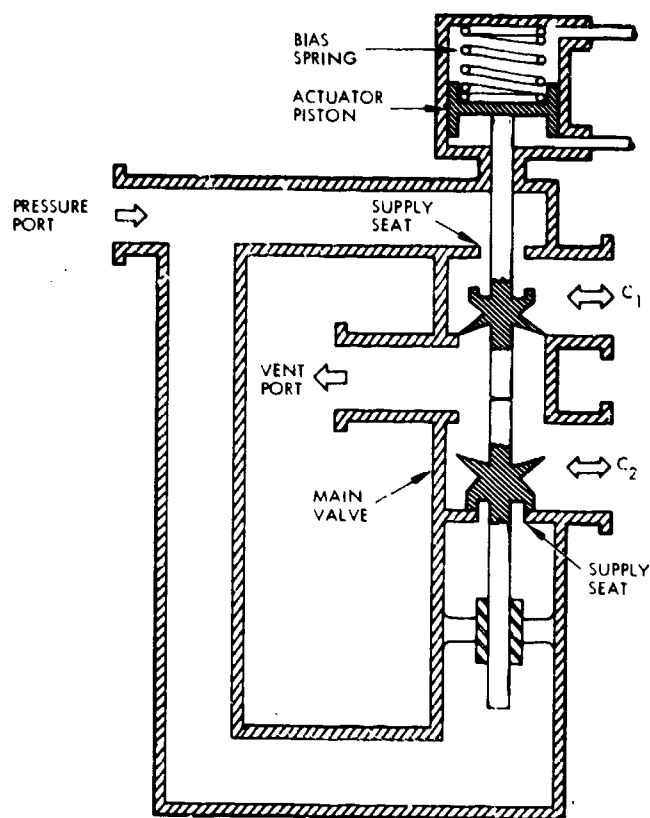 BIAS
SPRING
ACTUATOR
PISTON
PRESSURE
PORT
SUPPLY
SEAT
C1
VENT
PORT
MAIN
VALVE
C2
SUPPLY
SEAT